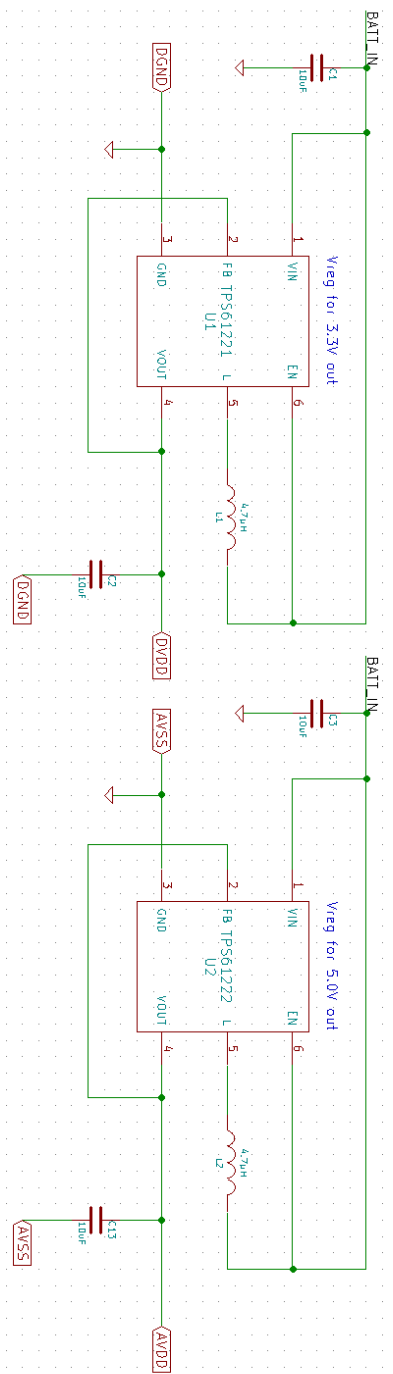 BATT_IN
C1
10uF
Vreg for 3.3V out
1 VIN EN 6
2 FB TPS61221 L 5
U1
3 GND VOUT 4
4.7µH
L1
DGND
DVDD
C2
10uF
DGND
BATT_IN
C3
10uF
Vreg for 5.0V out
1 VIN EN 6
2 FB TPS61222 L 5
U2
3 GND VOUT 4
4.7µH
L2
AVSS
AVDD
C13
10uF
AVSS